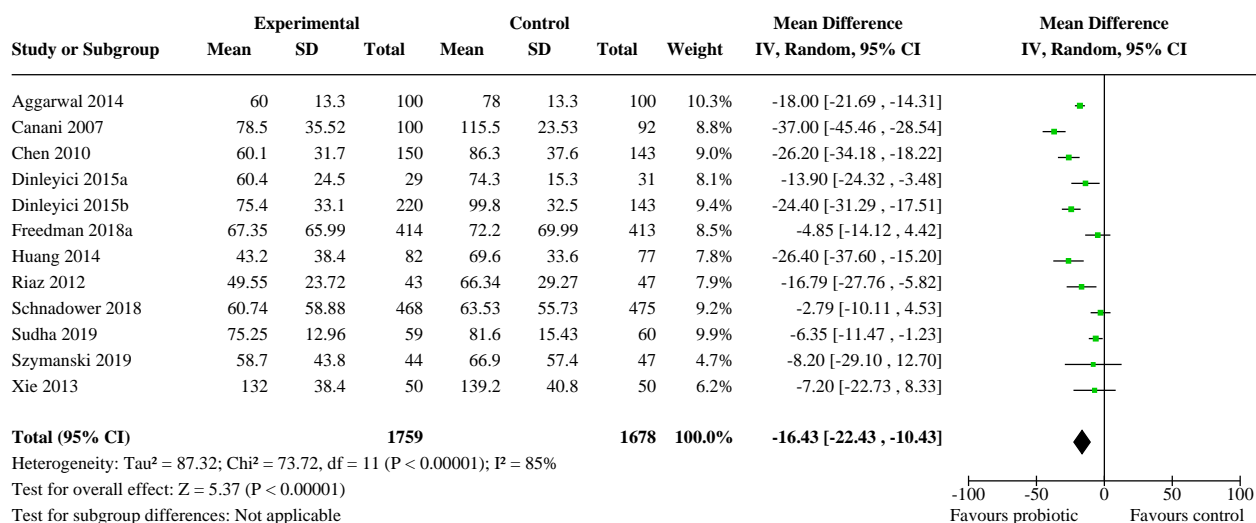 Experimental Control Mean Difference Mean Difference
Study or Subgroup Mean SD Total Mean SD Total Weight IV, Random, 95% CI IV, Random, 95% CI
Aggarwal 2014 60 13.3 100 78 13.3 100 10.3% -18.00 [-21.69 , -14.31]
Canani 2007 78.5 35.52 100 115.5 23.53 92 8.8% -37.00 [-45.46 , -28.54]
Chen 2010 60.1 31.7 150 86.3 37.6 143 9.0% -26.20 [-34.18 , -18.22]
Dinleyici 2015a 60.4 24.5 29 74.3 15.3 31 8.1% -13.90 [-24.32 , -3.48]
Dinleyici 2015b 75.4 33.1 220 99.8 32.5 143 9.4% -24.40 [-31.29 , -17.51]
Freedman 2018a 67.35 65.99 414 72.2 69.99 413 8.5% -4.85 [-14.12 , 4.42]
Huang 2014 43.2 38.4 82 69.6 33.6 77 7.8% -26.40 [-37.60 , -15.20]
Riaz 2012 49.55 23.72 43 66.34 29.27 47 7.9% -16.79 [-27.76 , -5.82]
Schnadower 2018 60.74 58.88 468 63.53 55.73 475 9.2% -2.79 [-10.11 , 4.53]
Sudha 2019 75.25 12.96 59 81.6 15.43 60 9.9% -6.35 [-11.47 , -1.23]
Szymanski 2019 58.7 43.8 44 66.9 57.4 47 4.7% -8.20 [-29.10 , 12.70]
Xie 2013 132 38.4 50 139.2 40.8 50 6.2% -7.20 [-22.73 , 8.33]
Total (95% CI) 1759 1678 100.0% -16.43 [-22.43 , -10.43]
Heterogeneity: Tau² = 87.32; Chi² = 73.72, df = 11 (P < 0.00001); I² = 85%
Test for overall effect: Z = 5.37 (P < 0.00001)
Test for subgroup differences: Not applicable
-100 -50 0 50 100
Favours probiotic Favours control